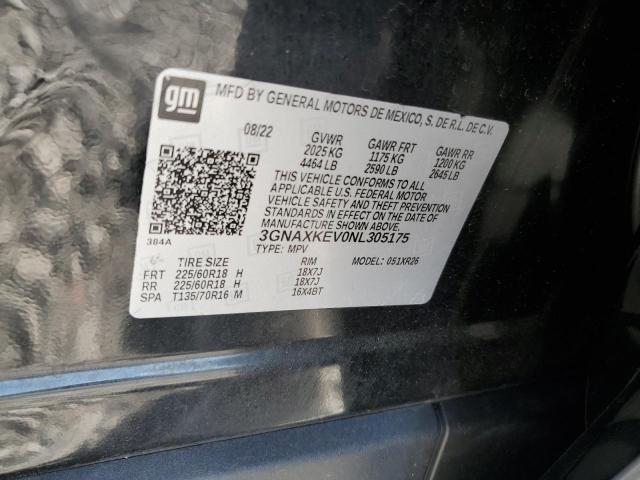 gm
MFD BY GENERAL MOTORS DE MEXICO, S. DE R.L. DE C.V.
08/22 GVWR GAWR FRT GAWR RR
2025 KG 1175 KG 1200 KG
4464 LB 2590 LB 2645 LB
THIS VEHICLE CONFORMS TO ALL
APPLICABLE U.S. FEDERAL MOTOR
VEHICLE SAFETY AND THEFT PREVENTION
STANDARDS IN EFFECT ON THE DATE OF
MANUFACTURE SHOWN ABOVE.
384A 3GNAXKEV0NL305175
TYPE: MPV MODEL: 051XR26
TIRE SIZE RIM
FRT 225/60R18 H 18X7J
RR 225/60R18 H 18X7J
SPA T135/70R16 M 16X4BT